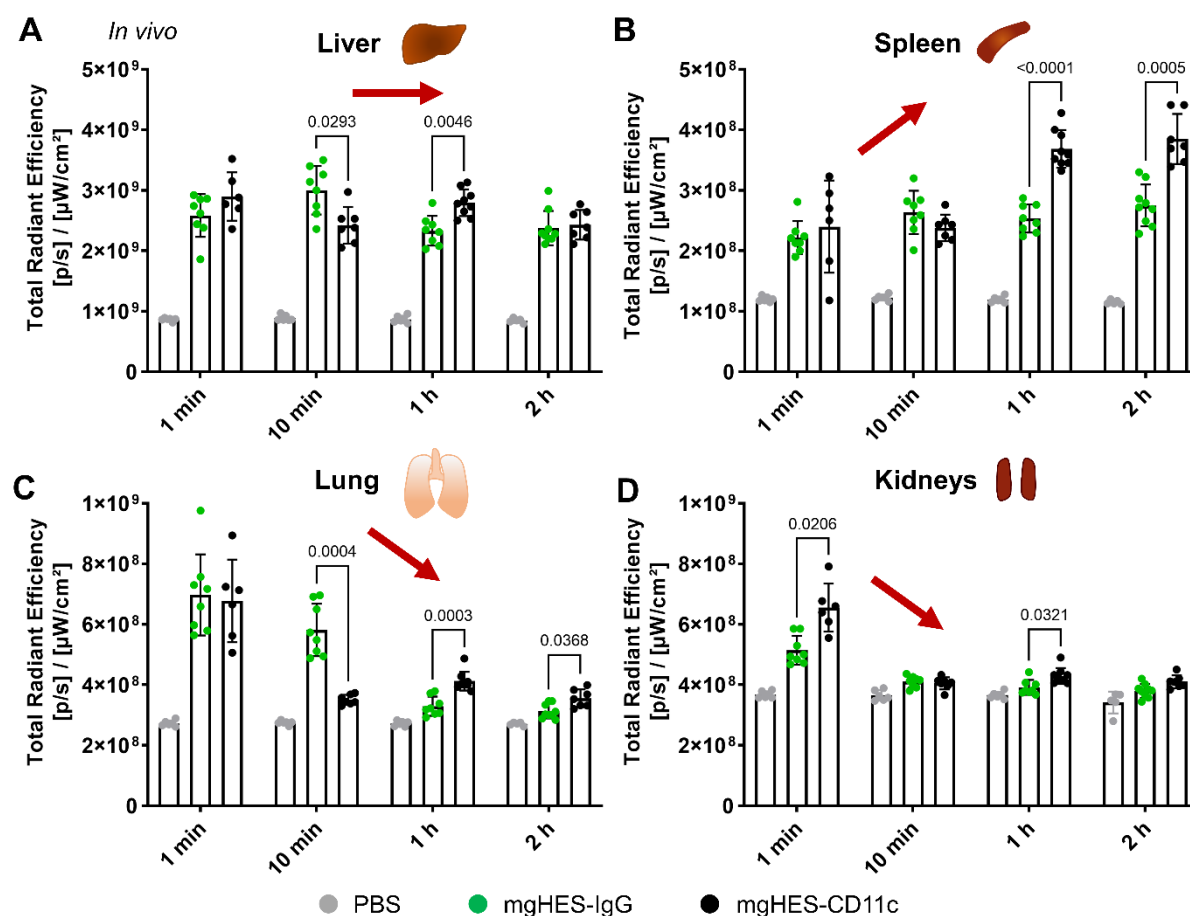 A
In vivo
Liver
Total Radiant Efficiency
[p/s] / [µW/cm²]
5×10⁹
4×10⁹
3×10⁹
2×10⁹
1×10⁹
0
0.0293
0.0046
1 min
10 min
1 h
2 h
B
Spleen
Total Radiant Efficiency
[p/s] / [µW/cm²]
5×10⁸
4×10⁸
3×10⁸
2×10⁸
1×10⁸
0
<0.0001
0.0005
1 min
10 min
1 h
2 h
C
Lung
Total Radiant Efficiency
[p/s] / [µW/cm²]
1×10⁹
8×10⁸
6×10⁸
4×10⁸
2×10⁸
0
0.0004
0.0003
0.0368
1 min
10 min
1 h
2 h
D
Kidneys
Total Radiant Efficiency
[p/s] / [µW/cm²]
1×10⁹
8×10⁸
6×10⁸
4×10⁸
2×10⁸
0
0.0206
0.0321
1 min
10 min
1 h
2 h
PBS
mgHES-IgG
mgHES-CD11c